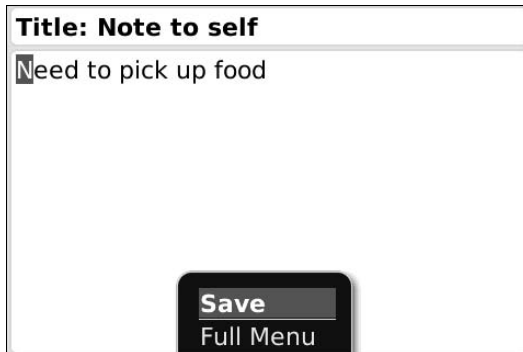 Title: Note to self
Need to pick up food
Save
Full Menu